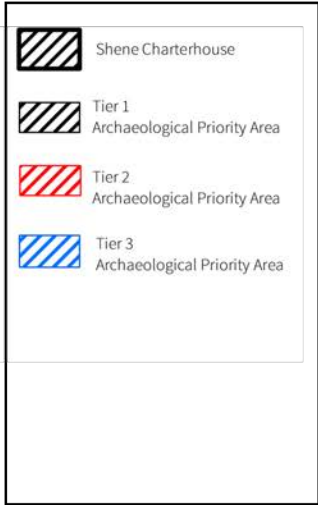 Shene Charterhouse
Tier 1
Archaeological Priority Area
Tier 2
Archaeological Priority Area
Tier 3
Archaeological Priority Area